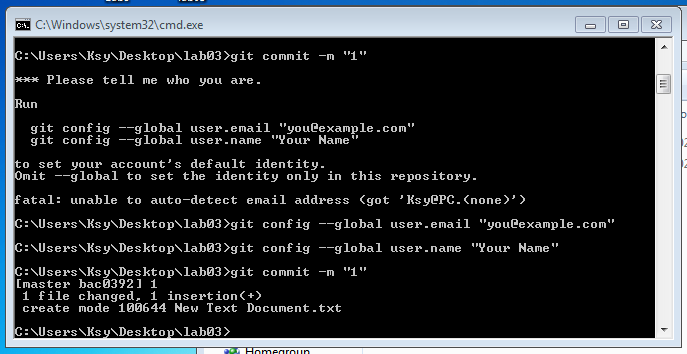 C:\Windows\system32\cmd.exe
C:\Users\Ksy\Desktop\lab03>git commit -m "1"
*** Please tell me who you are.
Run
git config --global user.email "you@example.com"
git config --global user.name "Your Name"
to set your account's default identity.
Omit --global to set the identity only in this repository.
fatal: unable to auto-detect email address (got 'Ksy@PC.(none)')
C:\Users\Ksy\Desktop\lab03>git config --global user.email "you@example.com"
C:\Users\Ksy\Desktop\lab03>git config --global user.name "Your Name"
C:\Users\Ksy\Desktop\lab03>git commit -m "1"
[master bac0392] 1
1 file changed, 1 insertion(+)
create mode 100644 New Text Document.txt
C:\Users\Ksy\Desktop\lab03>
Homegroup